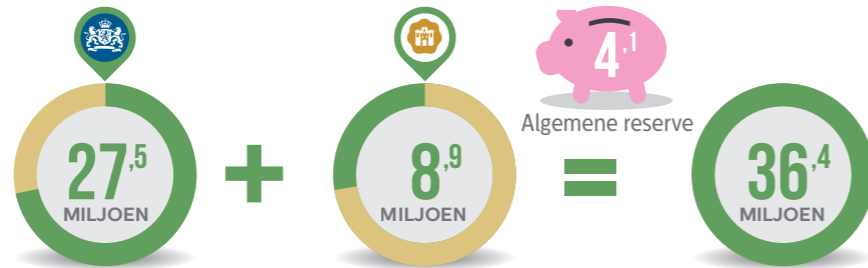 27,5
MILJOEN
+
8,9
MILJOEN
4,1
Algemene reserve
=
36,4
MILJOEN